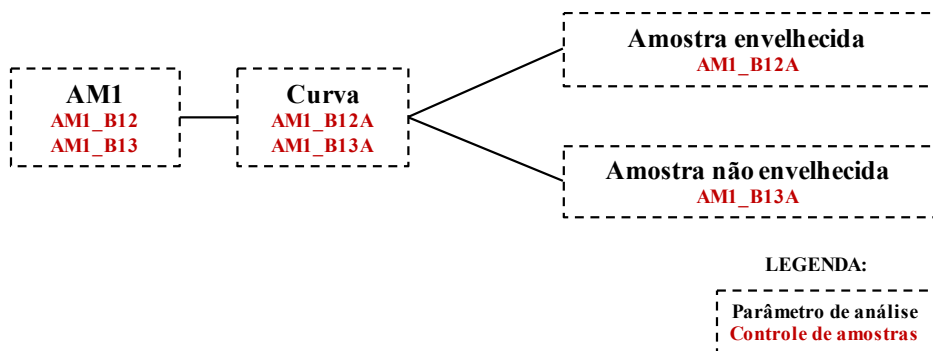 AM1
AM1_B12
AM1_B13
Curva
AM1_B12A
AM1_B13A
Amostra envelhecida
AM1_B12A
Amostra não envelhecida
AM1_B13A
LEGENDA:
Parâmetro de análise
Controle de amostras